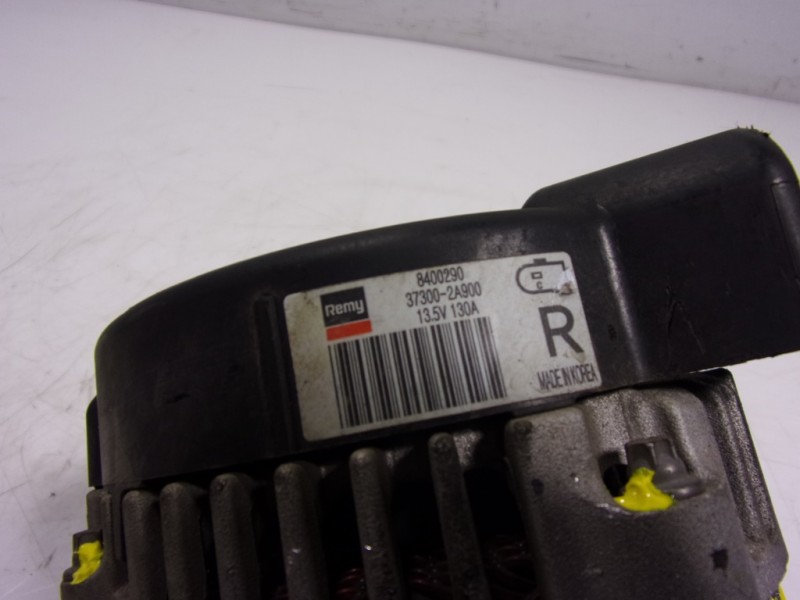 Remy
8400290
37300-2A900
13.5V 130A
C
R
MADE IN KOREA